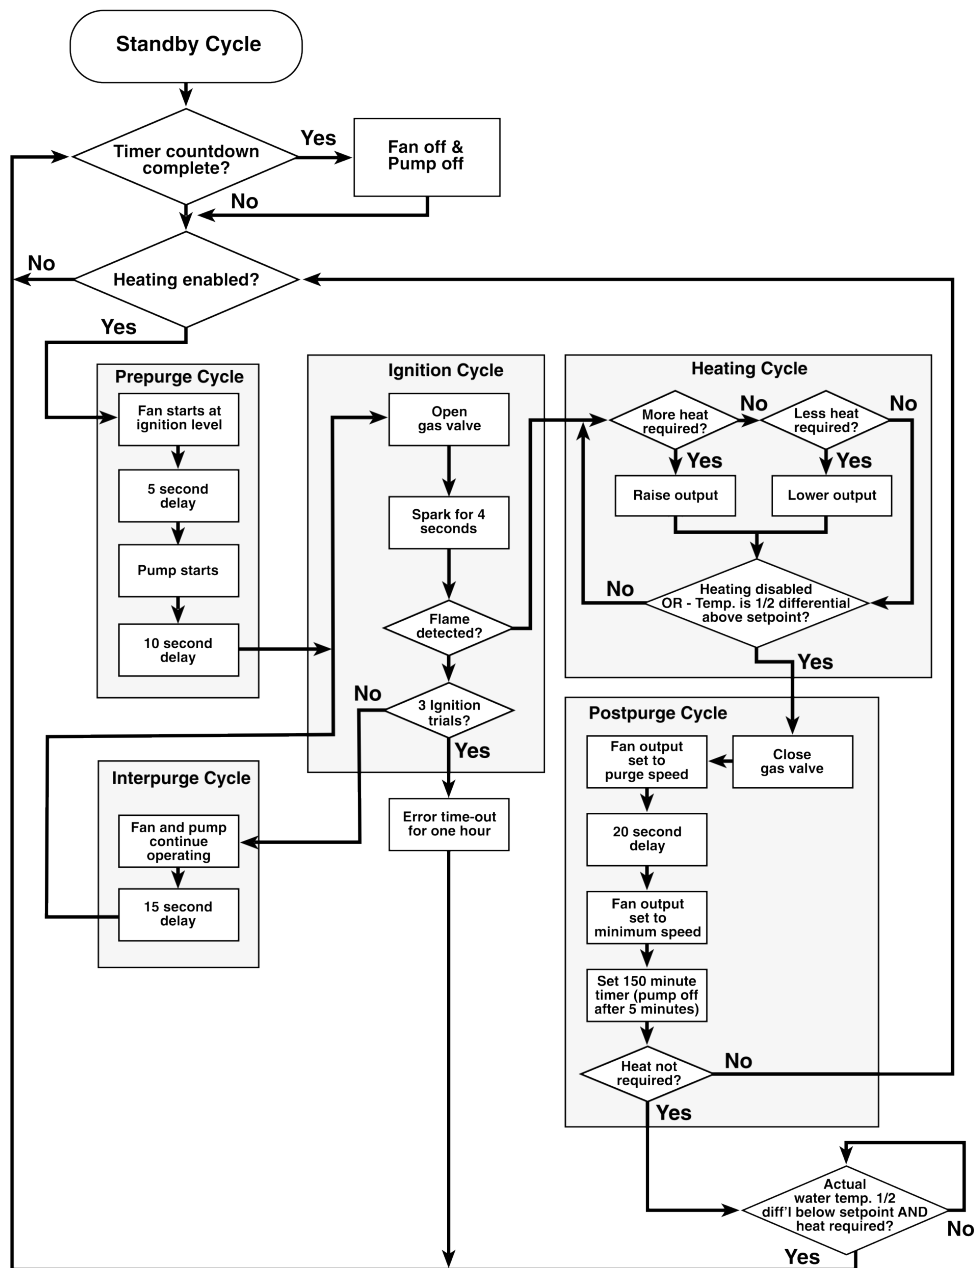 Standby Cycle
Timer countdown
complete?
Yes
Fan off &
Pump off
No
Heating enabled?
No
Yes
Prepurge Cycle
Fan starts at
ignition level
5 second
delay
Pump starts
10 second
delay
Ignition Cycle
Open
gas valve
Spark for 4
seconds
Flame
detected?
3 Ignition
trials?
No
Yes
Error time-out
for one hour
Interpurge Cycle
Fan and pump
continue
operating
15 second
delay
Heating Cycle
More heat
required?
No
Less heat
required?
No
Yes
Yes
Raise output
Lower output
Heating disabled
OR - Temp. is 1/2 differential
above setpoint?
No
Yes
Postpurge Cycle
Close
gas valve
Fan output
set to
purge speed
20 second
delay
Fan output
set to
minimum speed
Set 150 minute
timer (pump off
after 5 minutes)
Heat not
required?
No
Yes
Actual
water temp. 1/2
diff'l below setpoint AND
heat required?
No
Yes